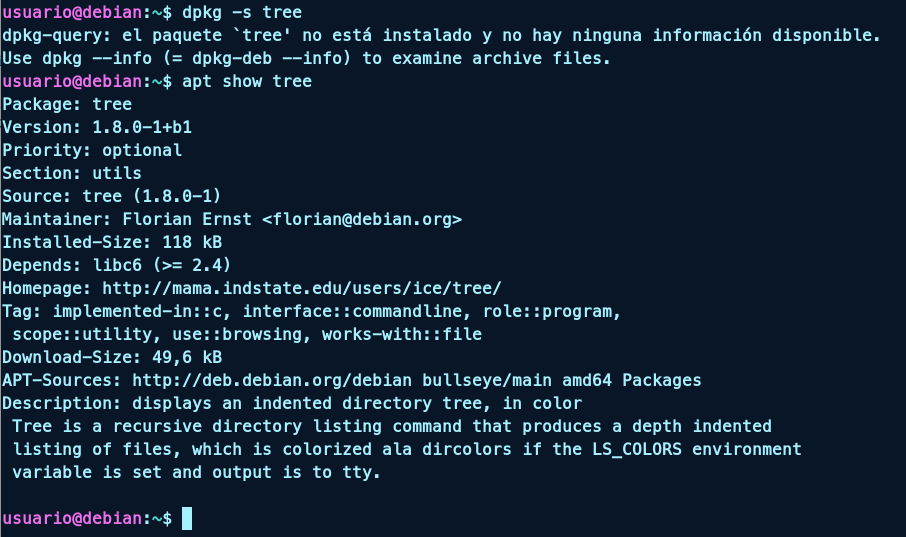 usuario@debian:~$ dpkg -s tree
dpkg-query: el paquete `tree' no está instalado y no hay ninguna información disponible.
Use dpkg --info (= dpkg-deb --info) to examine archive files.
usuario@debian:~$ apt show tree
Package: tree
Version: 1.8.0-1+b1
Priority: optional
Section: utils
Source: tree (1.8.0-1)
Maintainer: Florian Ernst <florian@debian.org>
Installed-Size: 118 kB
Depends: libc6 (>= 2.4)
Homepage: http://mama.indstate.edu/users/ice/tree/
Tag: implemented-in::c, interface::commandline, role::program,
 scope::utility, use::browsing, works-with::file
Download-Size: 49,6 kB
APT-Sources: http://deb.debian.org/debian bullseye/main amd64 Packages
Description: displays an indented directory tree, in color
 Tree is a recursive directory listing command that produces a depth indented
 listing of files, which is colorized ala dircolors if the LS_COLORS environment
 variable is set and output is to tty.

usuario@debian:~$